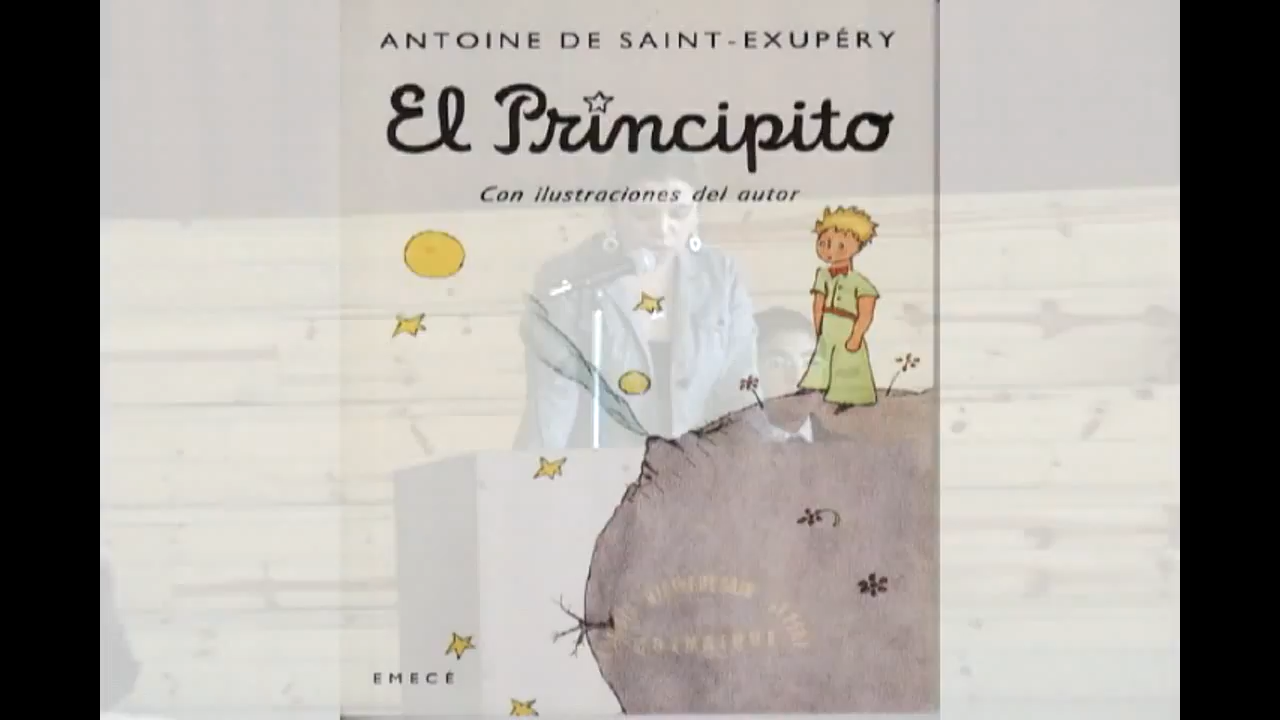 ANTOINE DE SAINT-EXUPÉRY
El Principito
Con ilustraciones del autor
EMECÉ